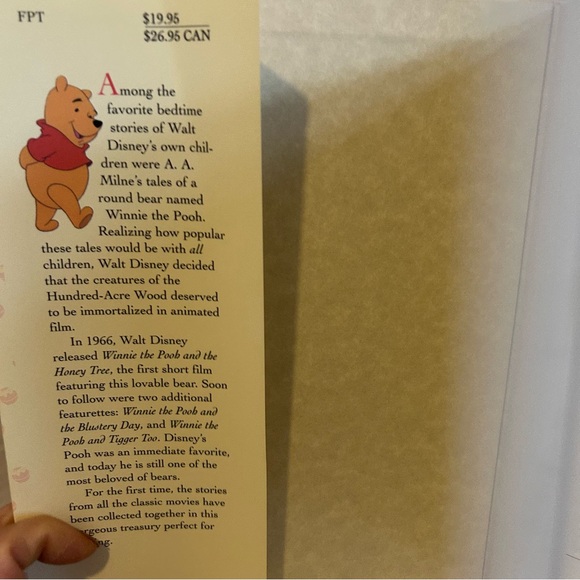 FPT
$19.95
$26.95 CAN
Among the
favorite bedtime
stories of Walt
Disney's own chil-
dren were A. A.
Milne's tales of a
round bear named
Winnie the Pooh.
Realizing how popular
these tales would be with all
children, Walt Disney decided
that the creatures of the
Hundred-Acre Wood deserved
to be immortalized in animated
film.
In 1966, Walt Disney
released Winnie the Pooh and the
Honey Tree, the first short film
featuring this lovable bear. Soon
to follow were two additional
featurettes: Winnie the Pooh and
the Blustery Day, and Winnie the
Pooh and Tigger Too. Disney's
Pooh was an immediate favorite,
and today he is still one of the
most beloved of bears.
For the first time, the stories
from all the classic movies have
been collected together in this
treasury perfect for